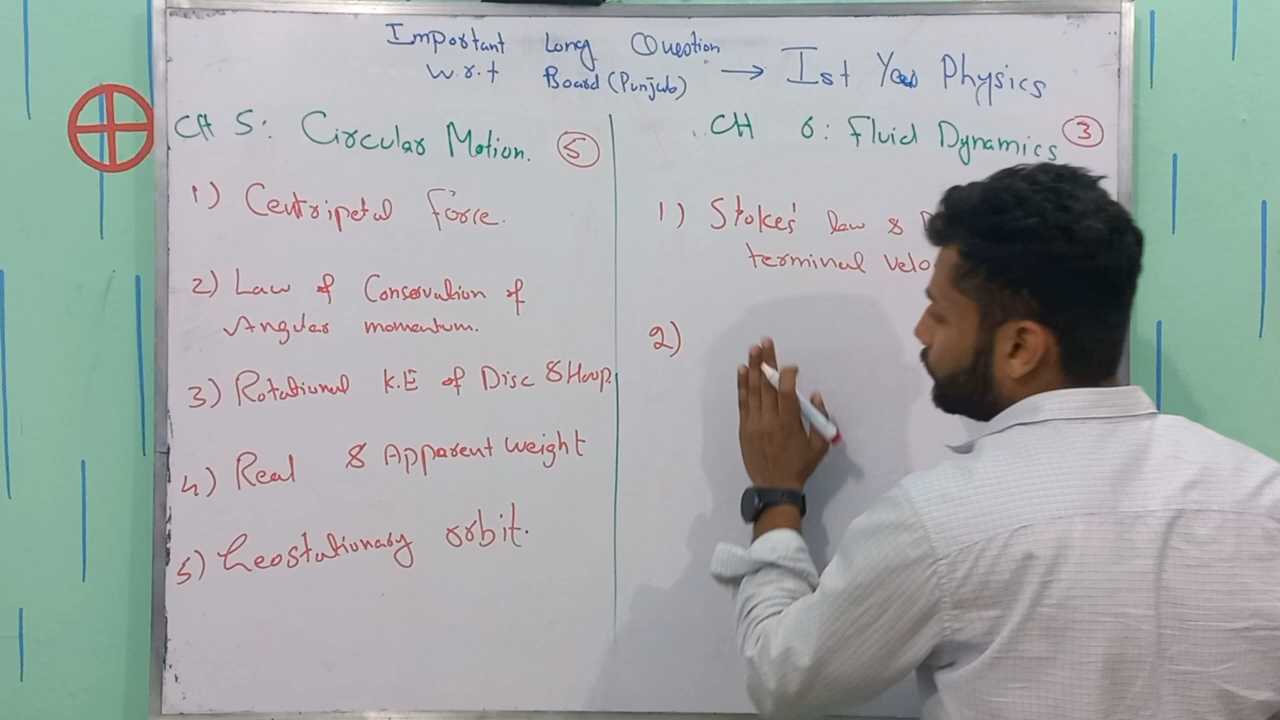 Important Long Question
w.r.t Board (Punjab) → Ist Year Physics
CH 5: Circular Motion. 5
1) Centripetal force.
2) Law of Conservation of
Angular momentum.
3) Rotational K.E of Disc & Hoop.
4) Real & Apparent weight
5) Geostationary orbit.
CH 6: Fluid Dynamics 3
1) Stokes' law &
terminal Velo
2)